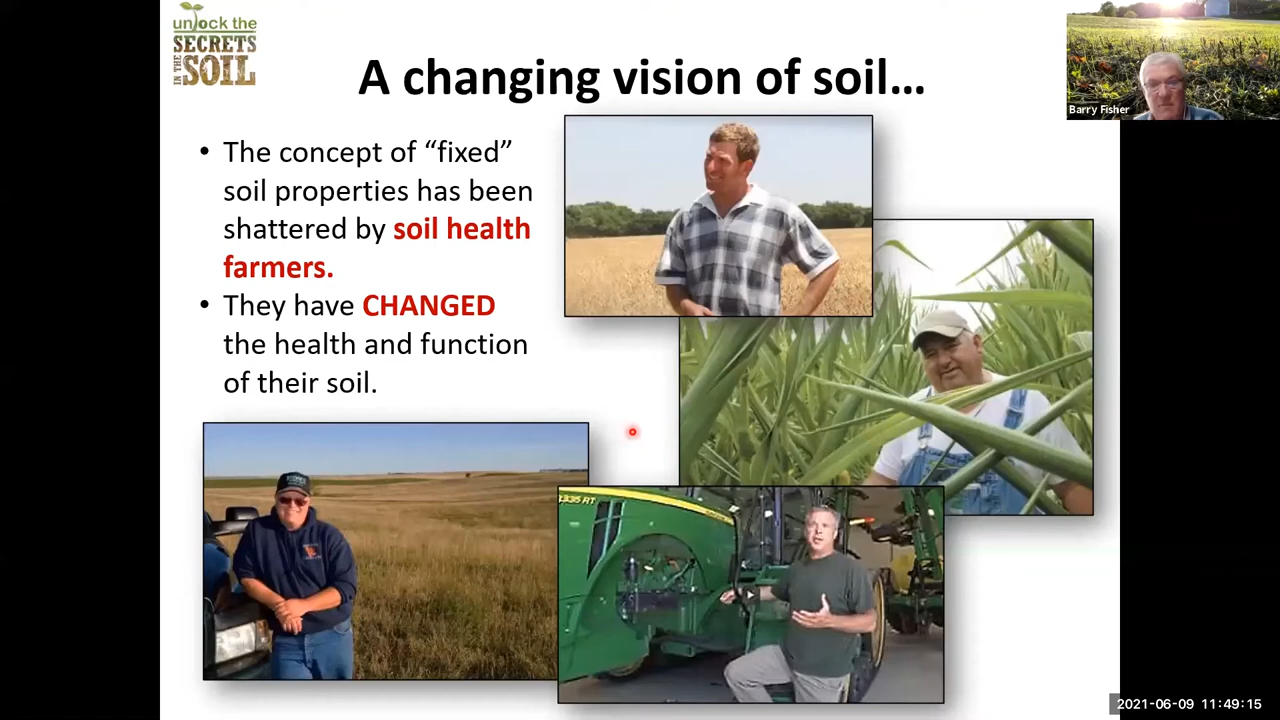 unlock the
SECRETS
IN THE
SOIL
A changing vision of soil…
Barry Fisher
• The concept of “fixed”
soil properties has been
shattered by soil health
farmers.
• They have CHANGED
the health and function
of their soil.
335 RT
2021-06-09 11:49:15